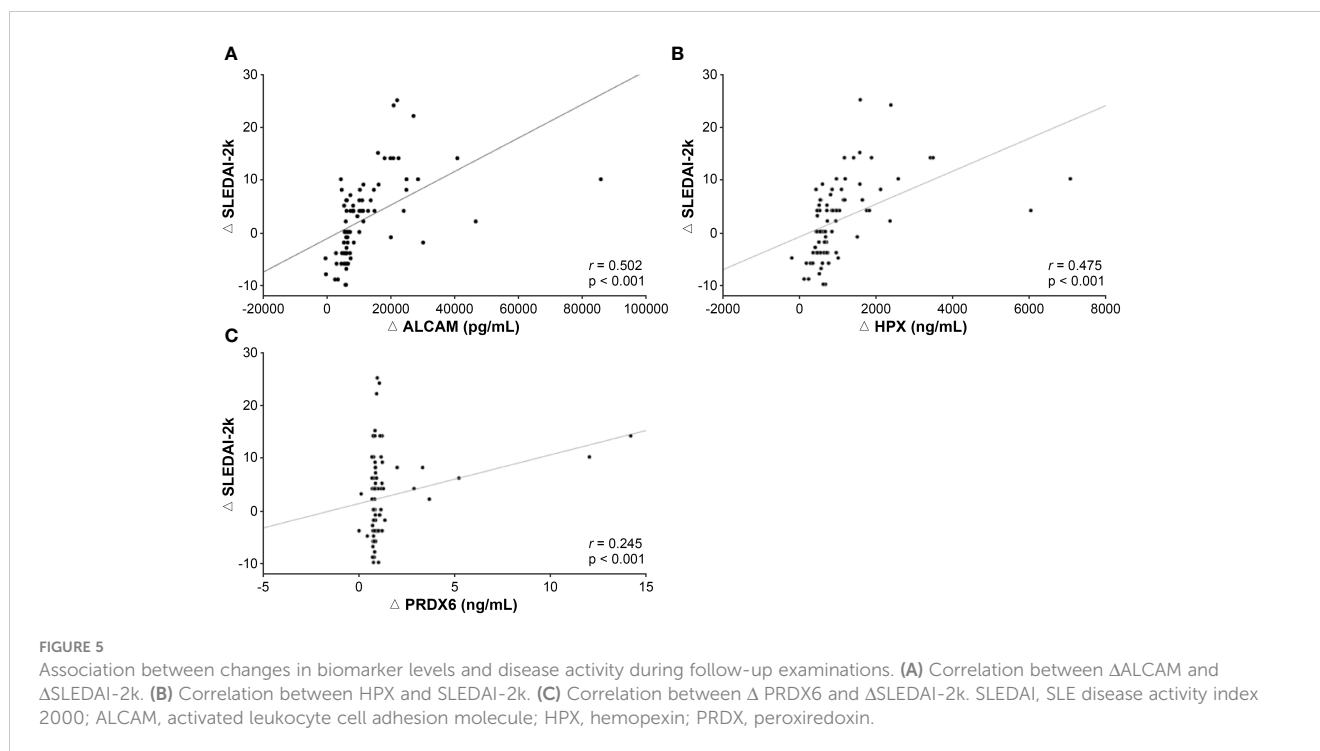 A
30
20
10
0
-10
△ SLEDAI-2k
r = 0.502
p < 0.001
-20000 0 20000 40000 60000 80000 100000
△ ALCAM (pg/mL)
B
30
20
10
0
-10
△ SLEDAI-2k
r = 0.475
p < 0.001
-2000 0 2000 4000 6000 8000
△ HPX (ng/mL)
C
30
20
10
0
-10
△ SLEDAI-2k
r = 0.245
p < 0.001
-5 0 5 10 15
△ PRDX6 (ng/mL)
FIGURE 5
Association between changes in biomarker levels and disease activity during follow-up examinations. (A) Correlation between ΔALCAM and
ΔSLEDAI-2k. (B) Correlation between HPX and SLEDAI-2k. (C) Correlation between Δ PRDX6 and ΔSLEDAI-2k. SLEDAI, SLE disease activity index
2000; ALCAM, activated leukocyte cell adhesion molecule; HPX, hemopexin; PRDX, peroxiredoxin.